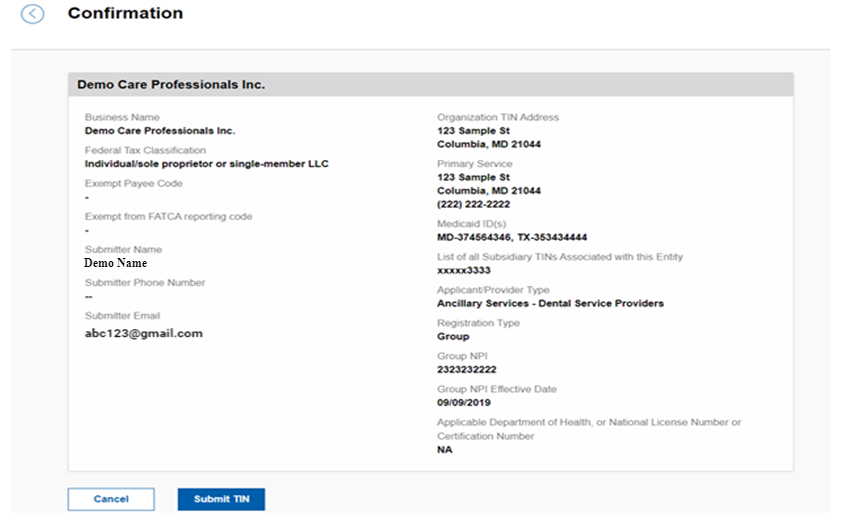 Confirmation
Demo Care Professionals Inc.
Business Name
Demo Care Professionals Inc.
Federal Tax Classification
Individual/sole proprietor or single-member LLC
Exempt Payee Code
-
Exempt from FATCA reporting code
-
Submitter Name
Demo Name
Submitter Phone Number
--
Submitter Email
abc123@gmail.com
Organization TIN Address
123 Sample St
Columbia, MD 21044
Primary Service
123 Sample St
Columbia, MD 21044
(222) 222-2222
Medicaid ID(s)
MD-374564346, TX-353434444
List of all Subsidiary TINs Associated with this Entity
xxxxx3333
Applicant/Provider Type
Ancillary Services - Dental Service Providers
Registration Type
Group
Group NPI
2323232222
Group NPI Effective Date
09/09/2019
Applicable Department of Health, or National License Number or
Certification Number
NA
Cancel
Submit TIN